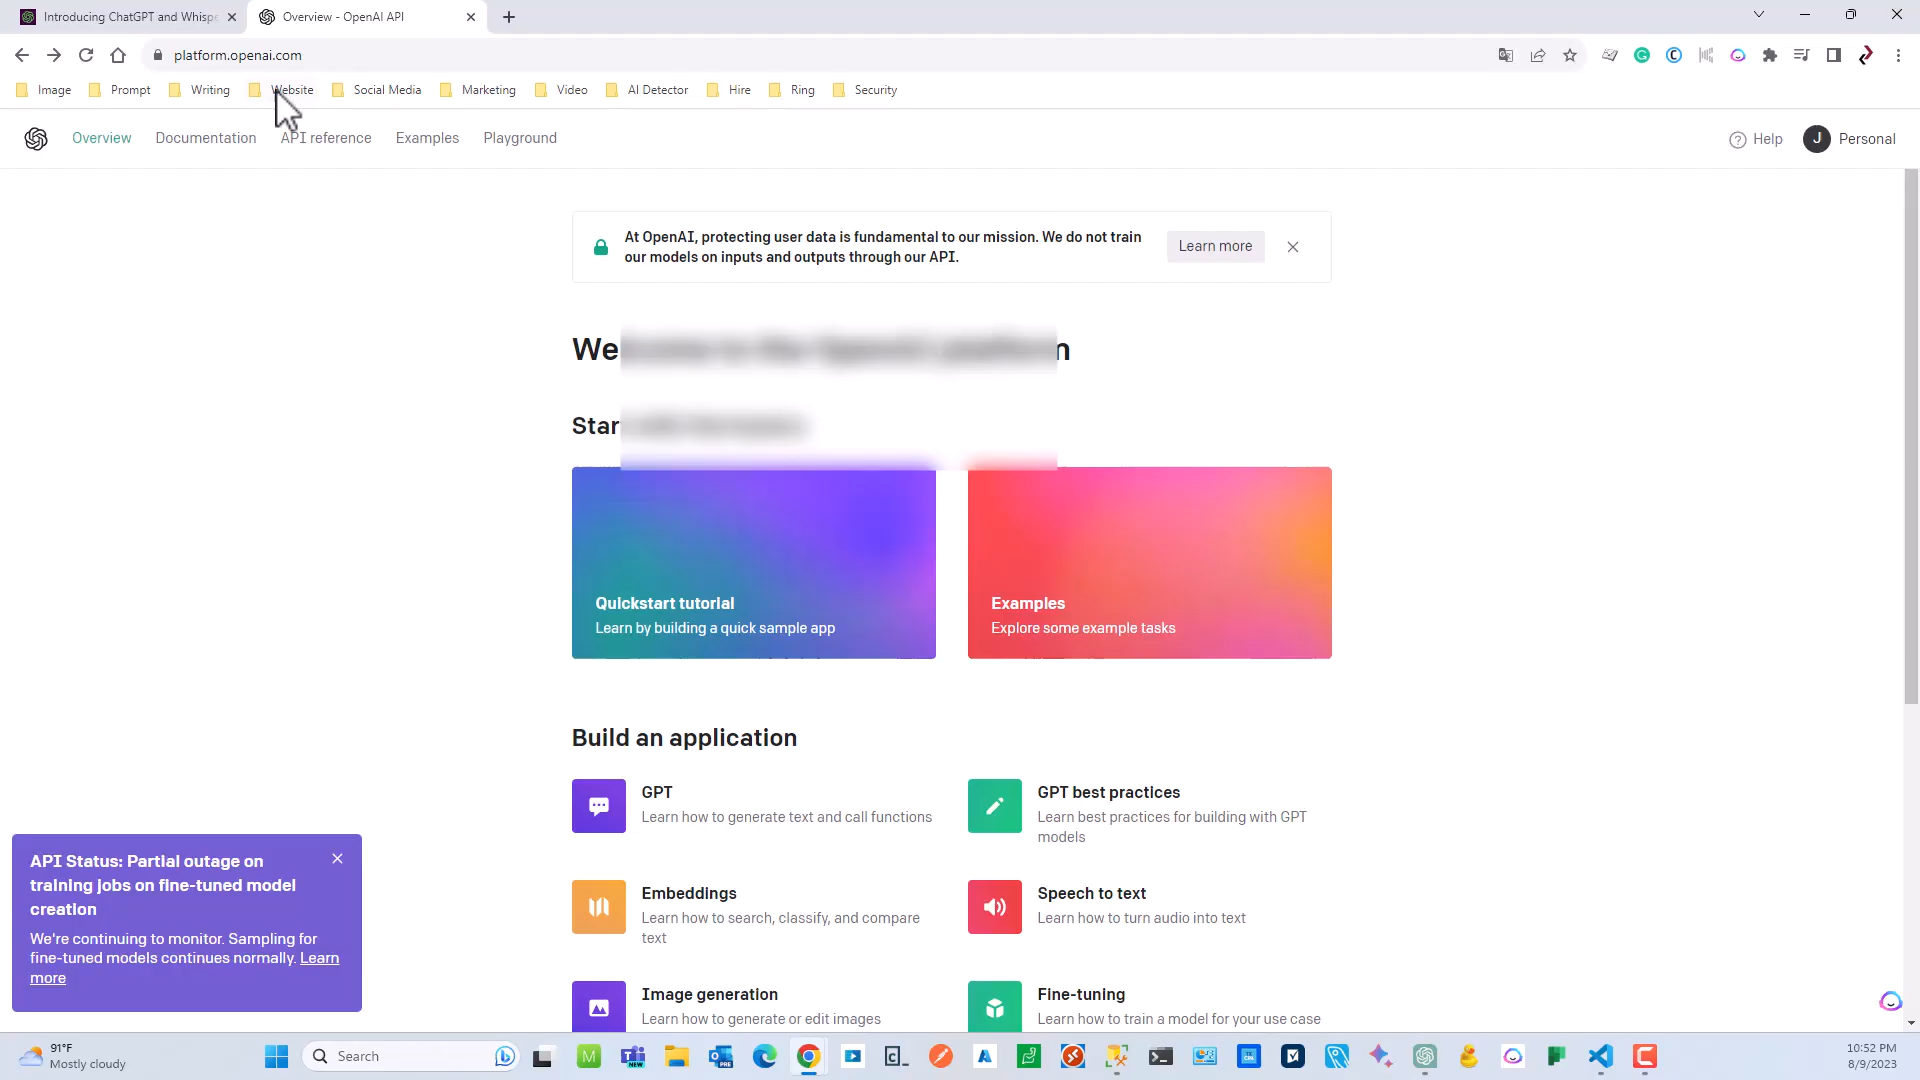 Introducing ChatGPT and Whispe
Overview - OpenAI API
platform.openai.com
Image
Prompt
Writing
Website
Social Media
Marketing
Video
AI Detector
Hire
Ring
Security
Overview
Documentation
API reference
Examples
Playground
Help
J
Personal
At OpenAI, protecting user data is fundamental to our mission. We do not train
our models on inputs and outputs through our API.
Learn more
Quickstart tutorial
Learn by building a quick sample app
Examples
Explore some example tasks
Build an application
GPT
Learn how to generate text and call functions
GPT best practices
Learn best practices for building with GPT
models
Embeddings
Learn how to search, classify, and compare
text
Speech to text
Learn how to turn audio into text
Image generation
Learn how to generate or edit images
Fine-tuning
Learn how to train a model for your use case
API Status: Partial outage on
training jobs on fine-tuned model
creation
We're continuing to monitor. Sampling for
fine-tuned models continues normally. Learn
more
91°F
Mostly cloudy
Search
10:52 PM
8/9/2023